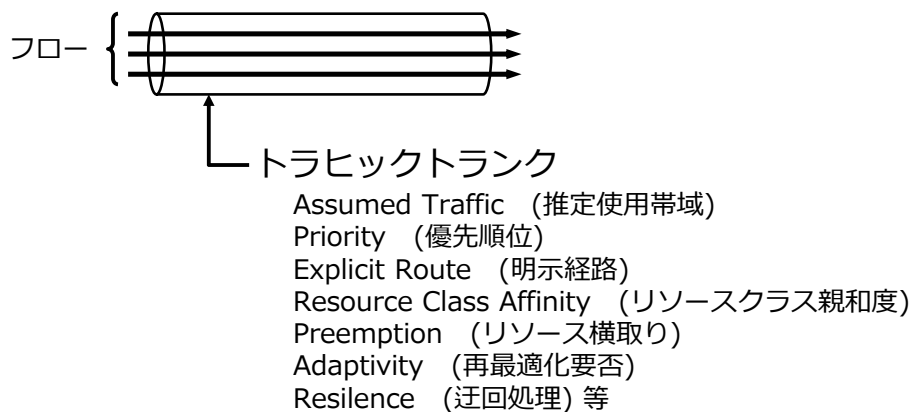 フロー
トラヒックトランク
Assumed Traffic (推定使用帯域)
Priority (優先順位)
Explicit Route (明示経路)
Resource Class Affinity (リソースクラス親和度)
Preemption (リソース横取り)
Adaptivity (再最適化要否)
Resilence (迂回処理) 等